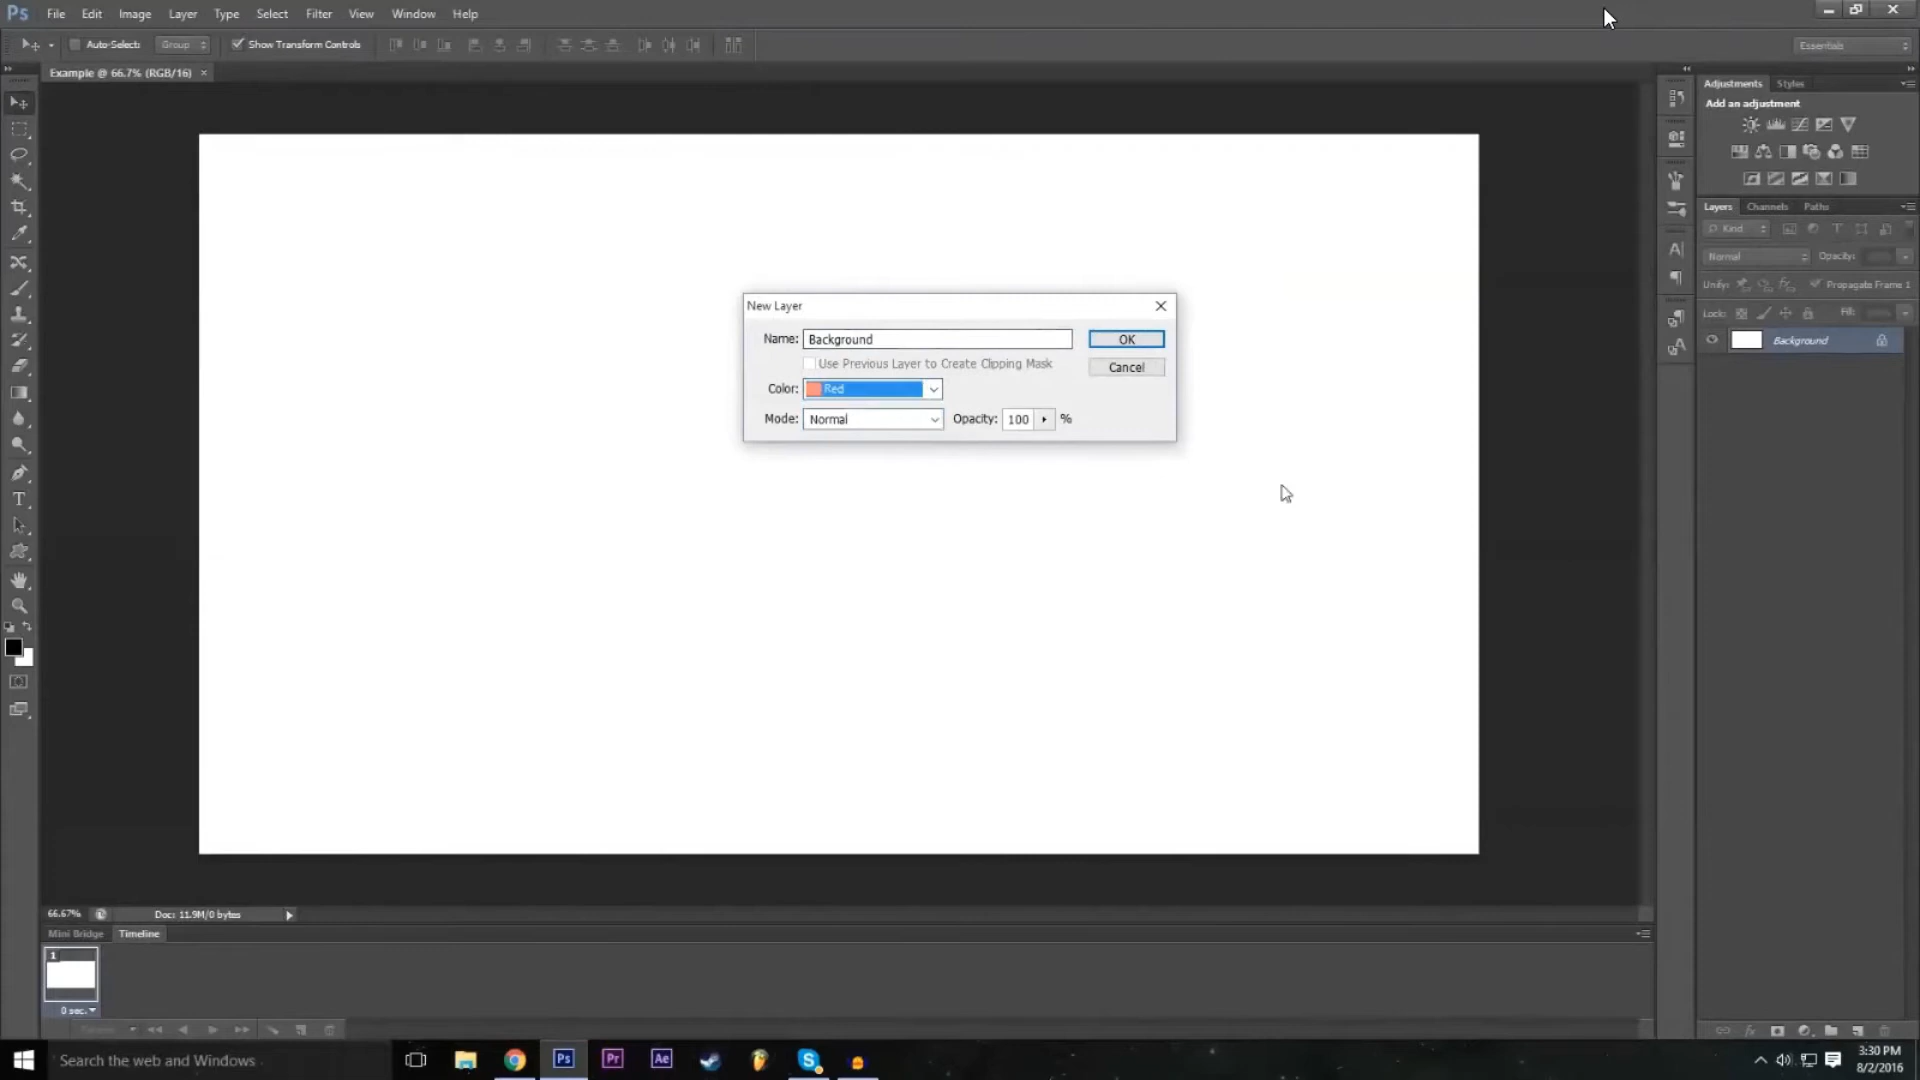 Ps File Edit Image Layer Type Select Filter View Window Help
Auto-Select: Group Show Transform Controls Essentials
Example @ 66.7% (RGB/16) ×
Adjustments Styles
Add an adjustment
Layers Channels Paths
Kind
Normal Opacity:
Unify: Propagate Frame 1
Lock: Fill:
Background
New Layer
Name: Background OK
Use Previous Layer to Create Clipping Mask
Cancel
Color: Red
Mode: Normal Opacity: 100 %
66.67% Doc: 11.9M/0 bytes
Mini Bridge Timeline
1
0 sec.
Search the web and Windows
Ps Pr Ae
3:30 PM
8/2/2016